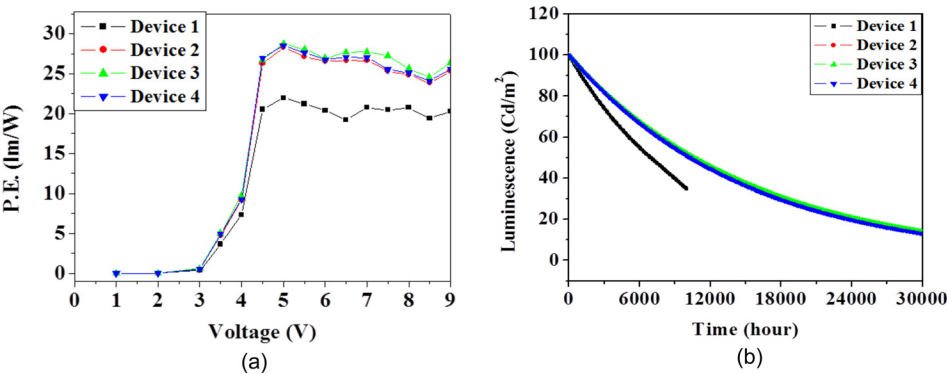 Device 1
Device 2
Device 3
Device 4
P.E. (lm/W)
30
25
20
15
10
5
0
0 1 2 3 4 5 6 7 8 9
Voltage (V)
(a)
Device 1
Device 2
Device 3
Device 4
Luminescence (Cd/m²)
120
100
80
60
40
20
0
0 6000 12000 18000 24000 30000
Time (hour)
(b)